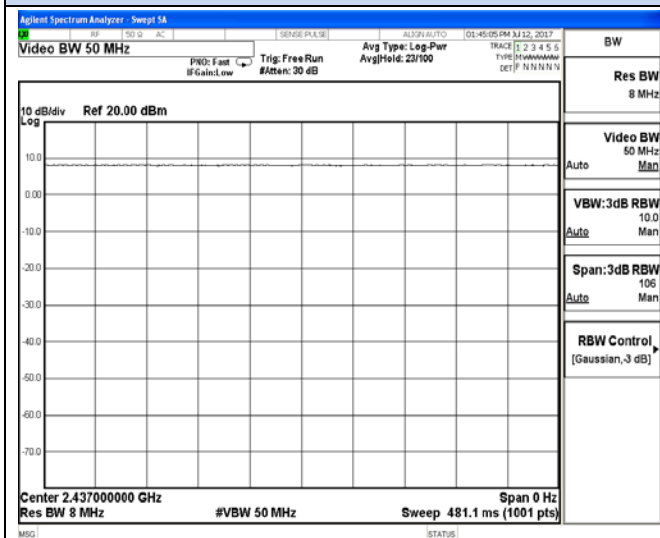 Agilent Spectrum Analyzer - Swept SA
RF 50 Ω AC SENSE:PULSE ALIGN AUTO 01:45:05 PM Jul 12, 2017
Video BW 50 MHz
PNO: Fast
IFGain:Low
Trig: Free Run
#Atten: 30 dB
Avg Type: Log-Pwr
Avg|Hold: 23/100
TRACE 1 2 3 4 5 6
TYPE
DET P N N N N N
10 dB/div Ref 20.00 dBm
Log
10.0
0.00
-10.0
-20.0
-30.0
-40.0
-50.0
-60.0
-70.0
Center 2.437000000 GHz Span 0 Hz
Res BW 8 MHz #VBW 50 MHz Sweep 481.1 ms (1001 pts)
MSG STATUS
BW
Res BW
8 MHz
Video BW
50 MHz
Auto Man
VBW:3dB RBW
10.0
Auto Man
Span:3dB RBW
106
Auto Man
RBW Control
[Gaussian,-3 dB]